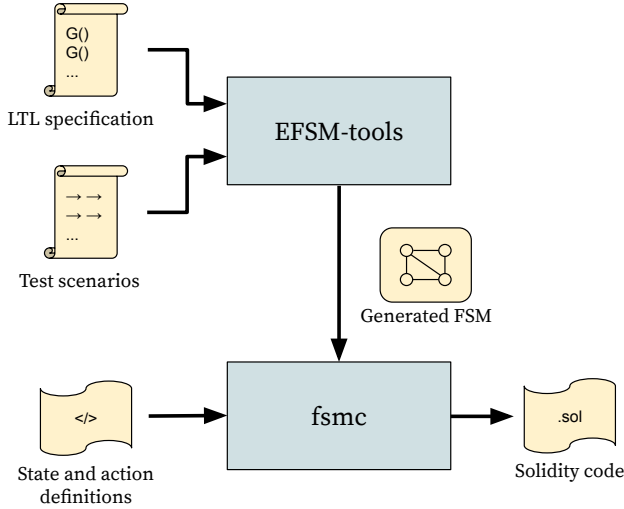 G()
G()
...
LTL specification
EFSM-tools
→ →
→ →
...
Test scenarios
Generated FSM
</>
State and action
definitions
fsmc
.sol
Solidity code